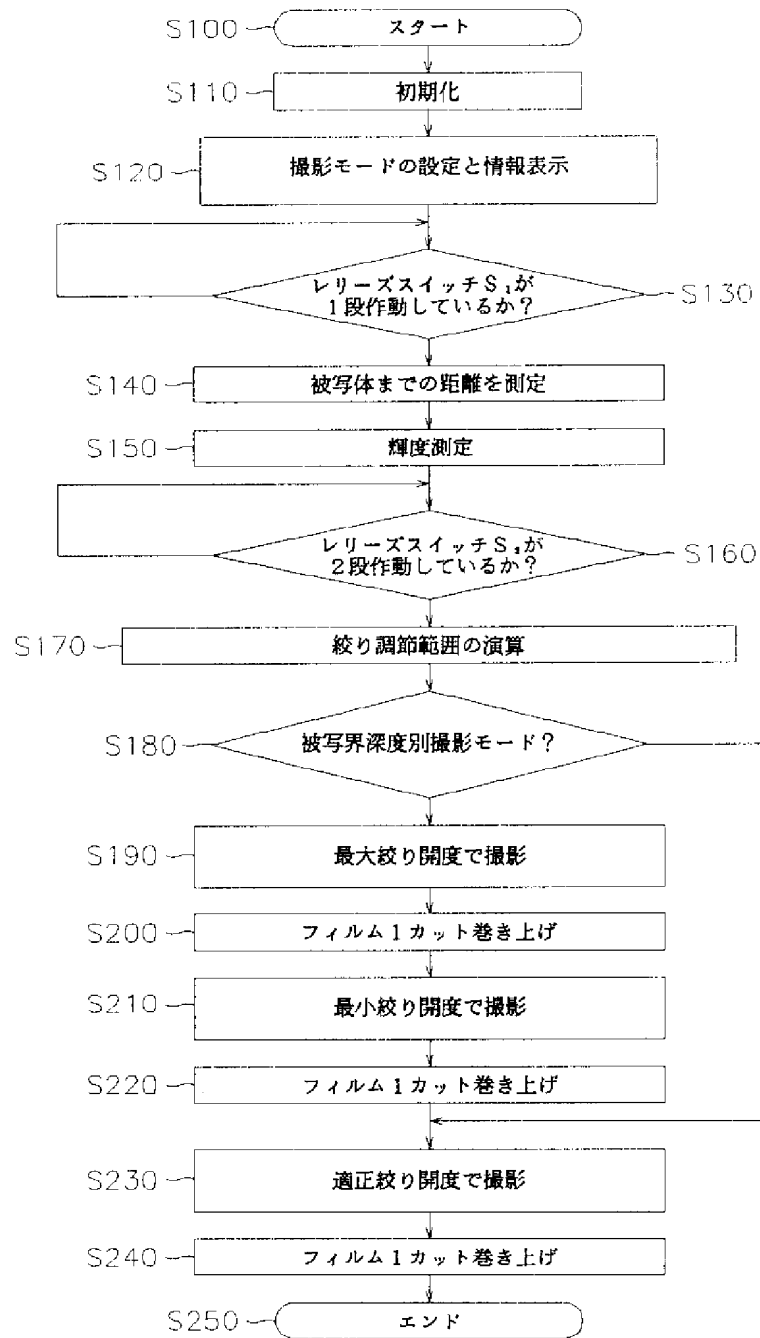 S100
スタート
S110
初期化
S120
撮影モードの設定と情報表示
レリーズスイッチS₁が
1段作動しているか?
S130
S140
被写体までの距離を測定
S150
輝度測定
レリーズスイッチS₂が
2段作動しているか?
S160
S170
絞り調節範囲の演算
S180
被写界深度別撮影モード?
S190
最大絞り開度で撮影
S200
フィルム1カット巻き上げ
S210
最小絞り開度で撮影
S220
フィルム1カット巻き上げ
S230
適正絞り開度で撮影
S240
フィルム1カット巻き上げ
S250
エンド